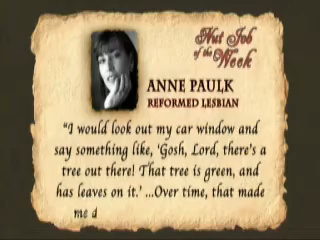 Nut Job
of the Week
ANNE PAULK
REFORMED LESBIAN
“I would look out my car window and
say something like, ‘Gosh, Lord, there’s a
tree out there! That tree is green, and
has leaves on it.’ ...Over time, that made
me d